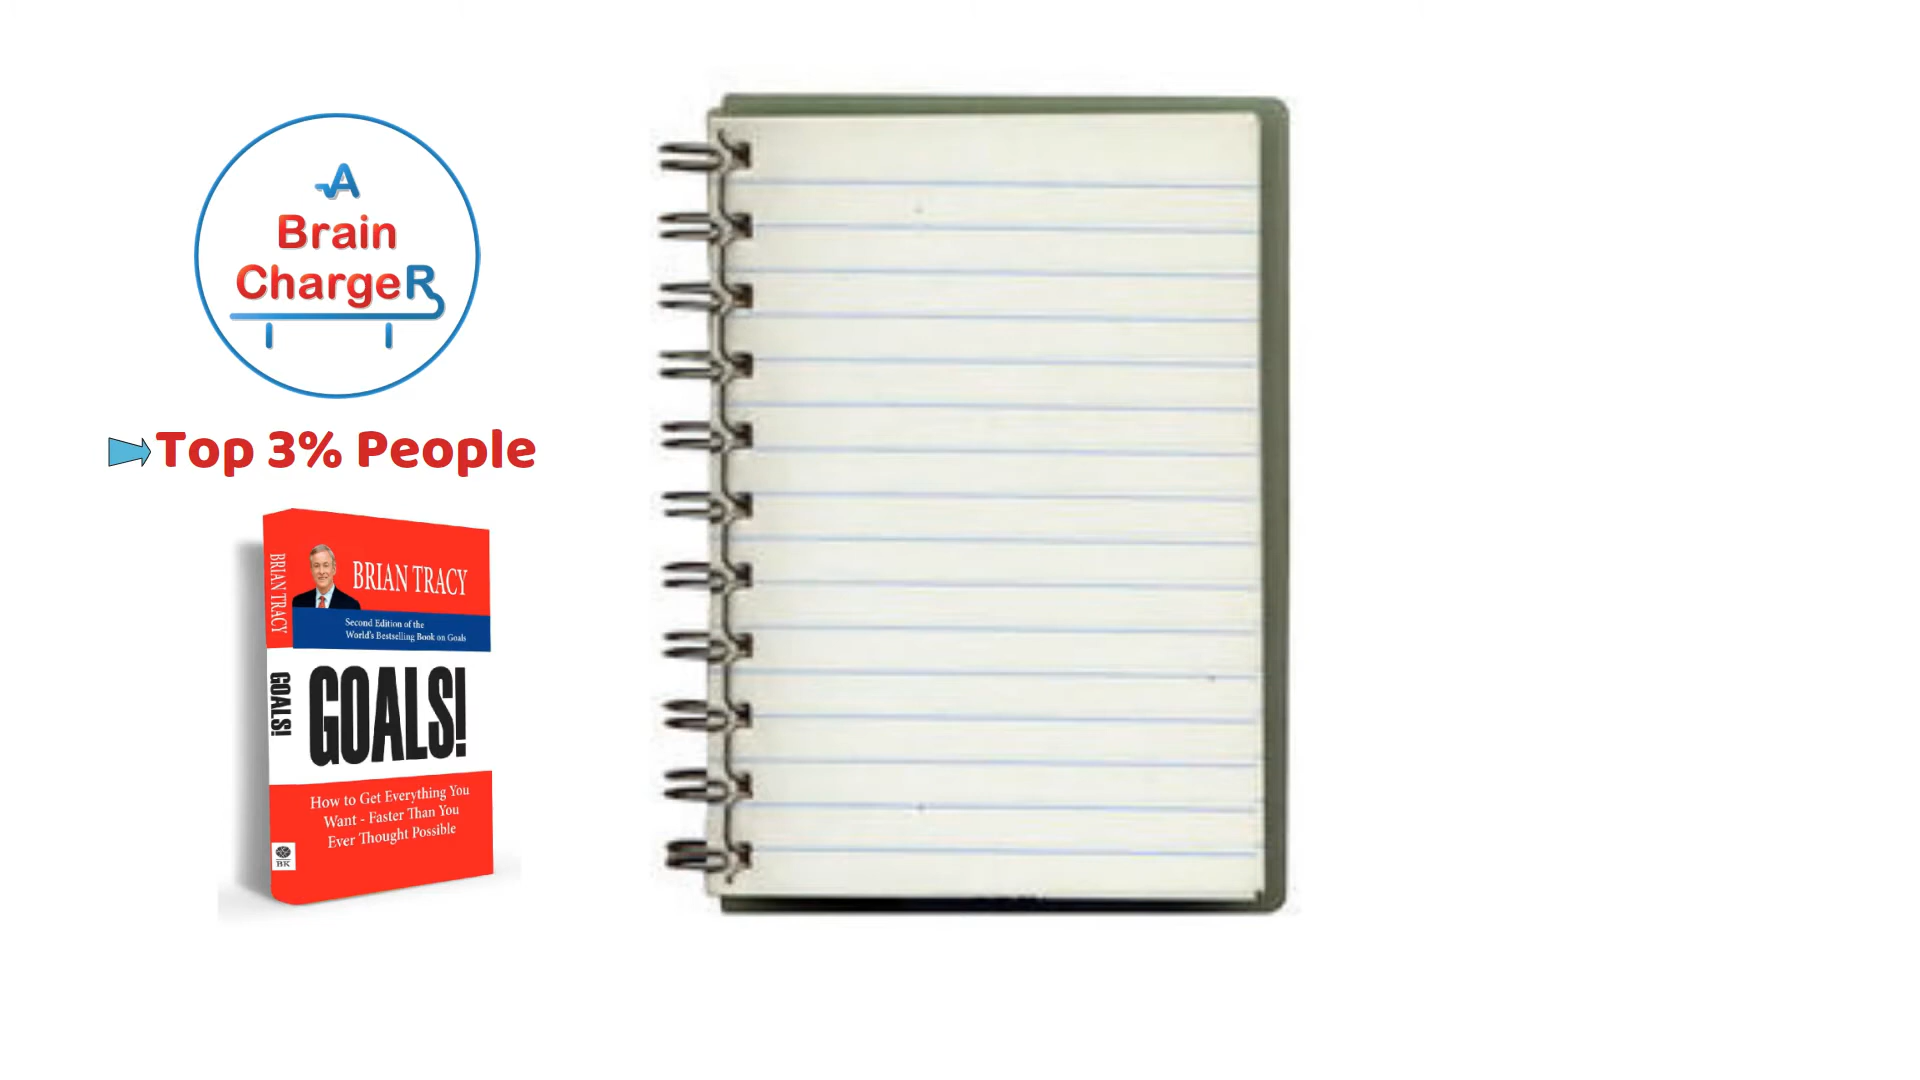 A
Brain
ChargeR
Top 3% People
BRIAN TRACY
BRIAN TRACY
Second Edition of the
World's Bestselling Book on Goals
GOALS!
GOALS!
How to Get Everything You
Want - Faster Than You
Ever Thought Possible
BK